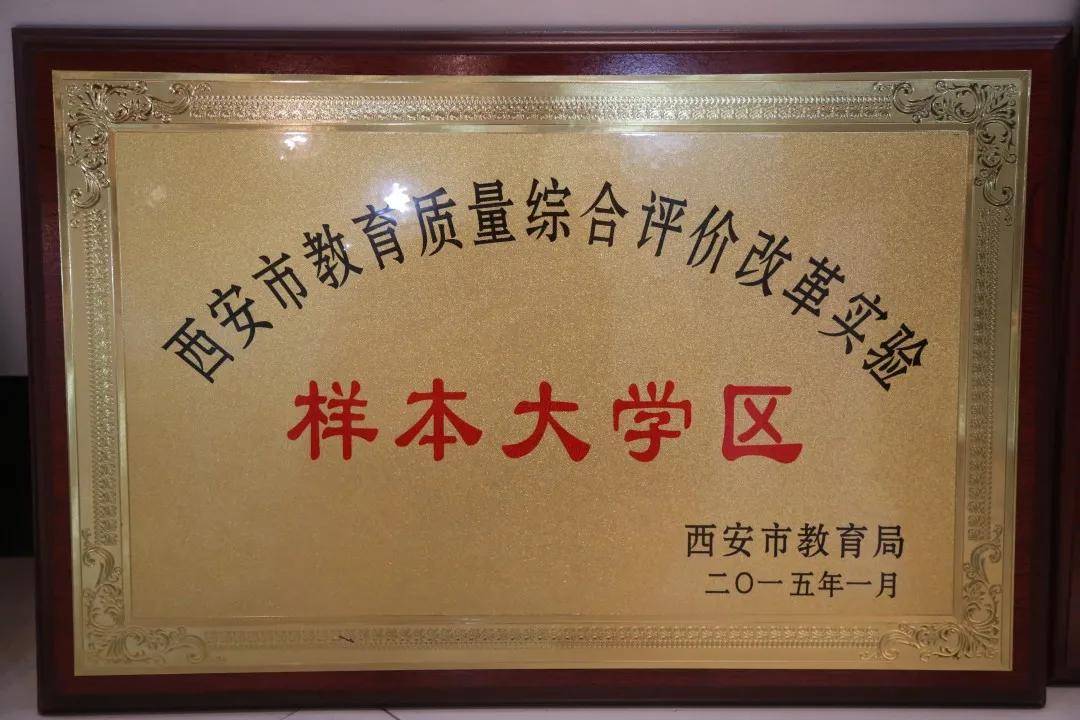 西安市教育质量综合评价改革实验
样本大学区
西安市教育局
二〇一五年一月